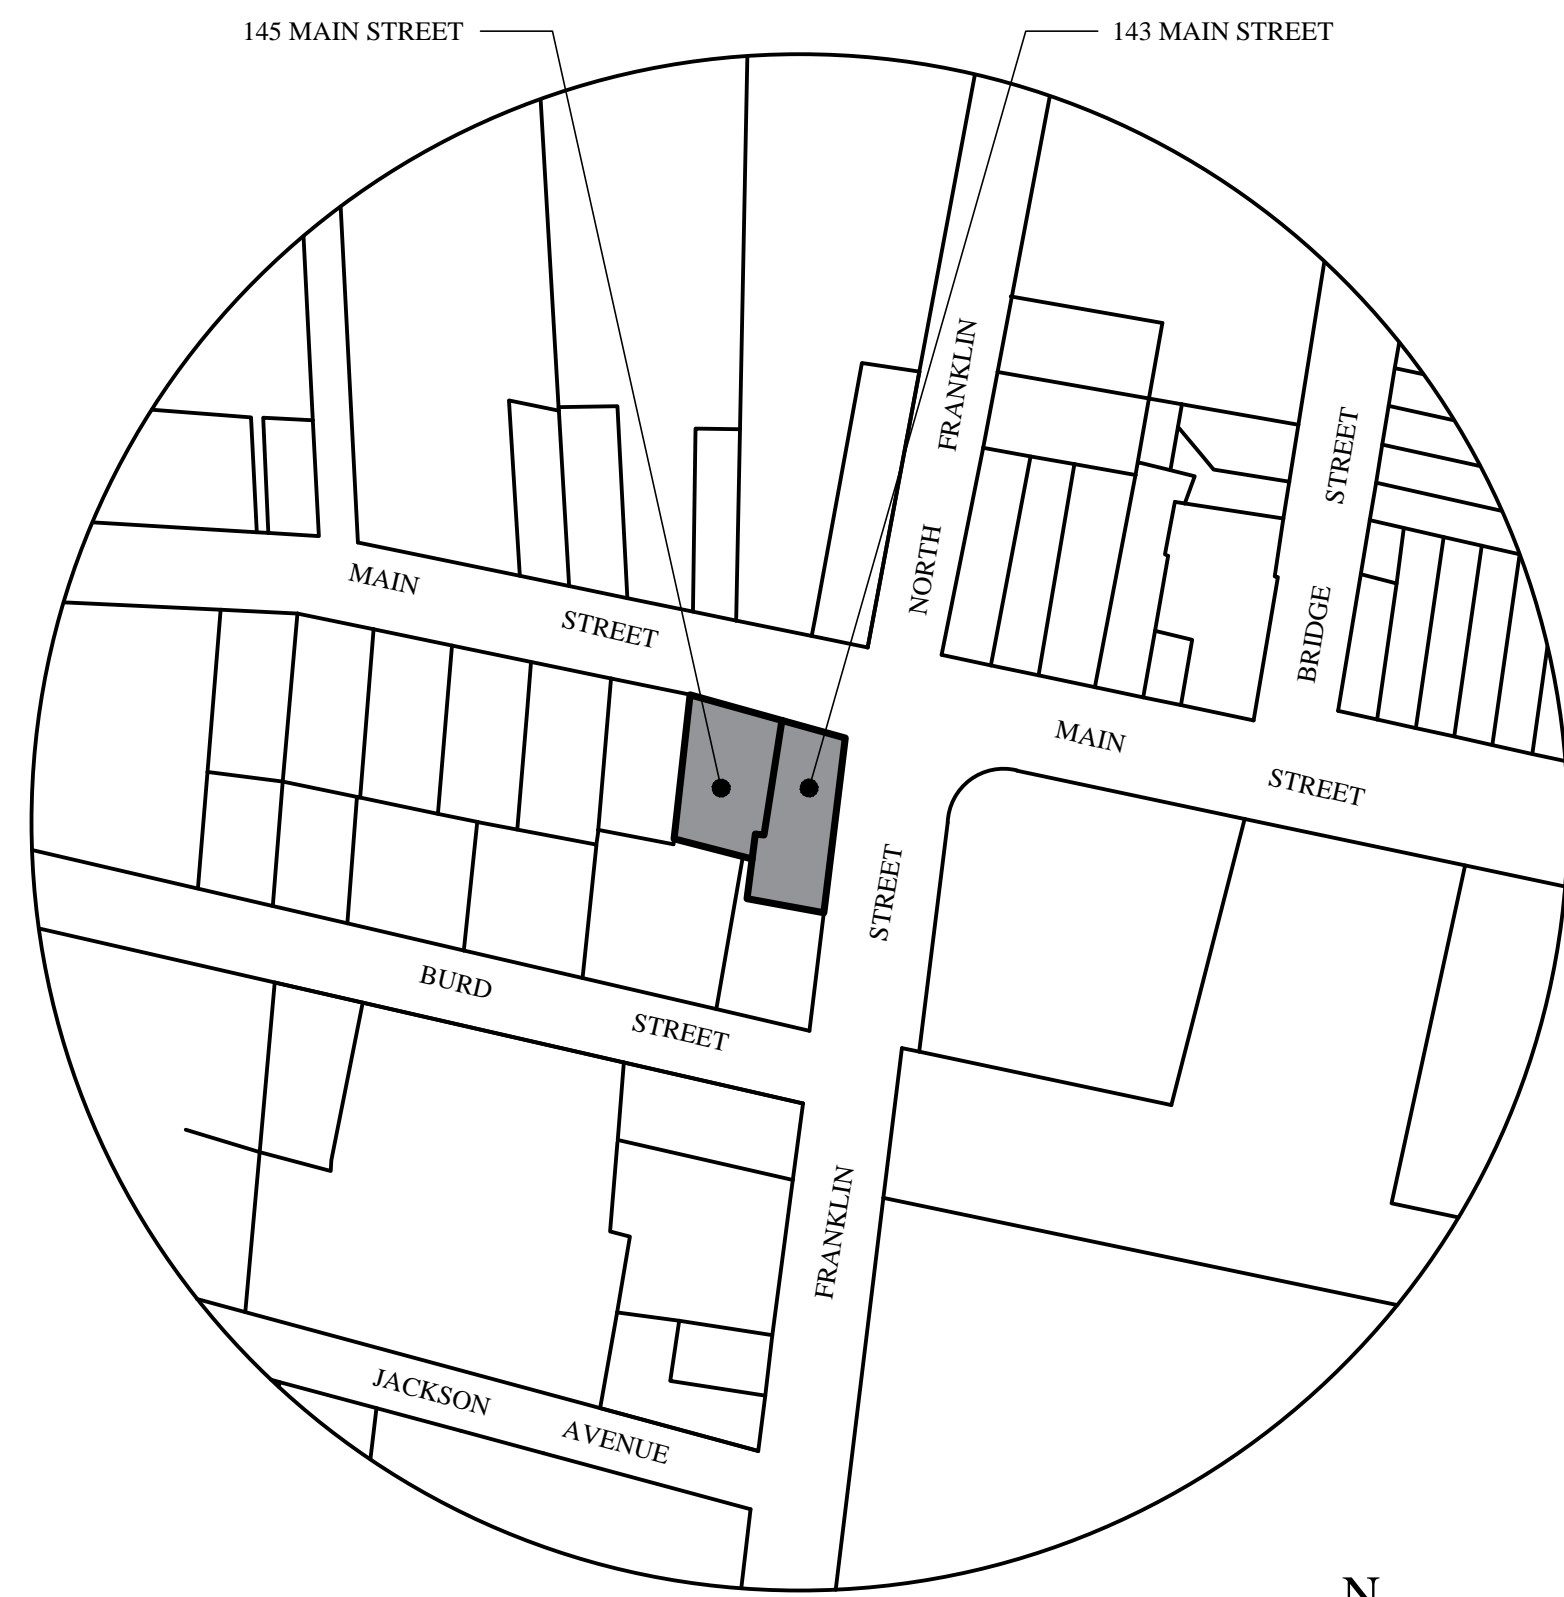 145 MAIN STREET
143 MAIN STREET
FRANKLIN
NORTH
STREET
BRIDGE
MAIN
STREET
MAIN
STREET
STREET
BURD
STREET
FRANKLIN
JACKSON
AVENUE
N